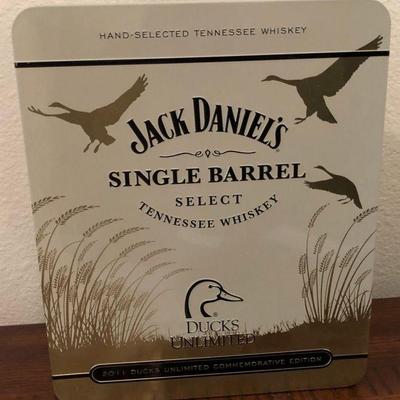 HAND-SELECTED TENNESSEE WHISKEY
JACK DANIEL'S
SINGLE BARREL
SELECT
TENNESSEE WHISKEY
DUCKS
UNLIMITED
2011 DUCKS UNLIMITED COMMEMORATIVE EDITION